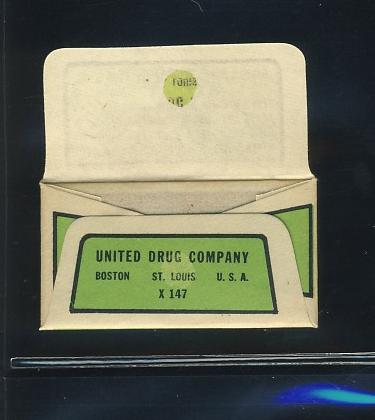 UNITED DRUG COMPANY
BOSTON ST. LOUIS U. S. A.
X 147